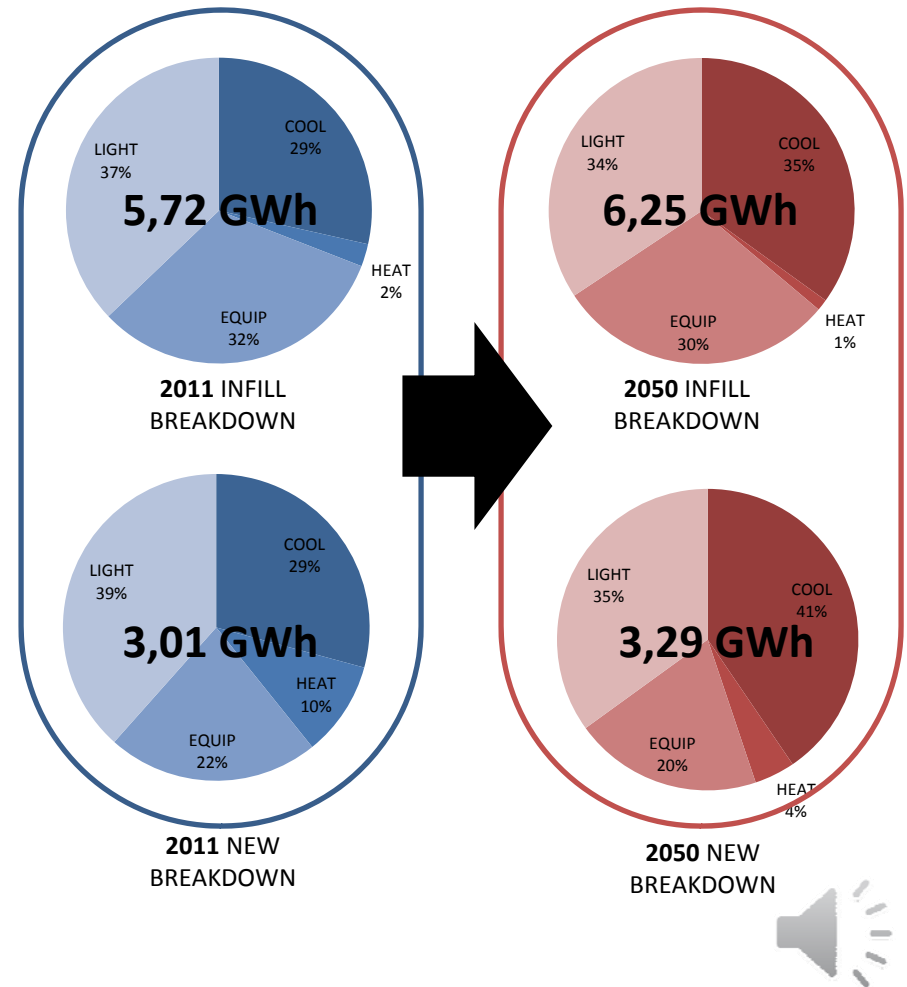 COOL
29%
LIGHT
37%
5,72 GWh
HEAT
2%
EQUIP
32%
2011 INFILL
BREAKDOWN
COOL
29%
LIGHT
39%
3,01 GWh
HEAT
10%
EQUIP
22%
2011 NEW
BREAKDOWN
COOL
35%
LIGHT
34%
6,25 GWh
HEAT
1%
EQUIP
30%
2050 INFILL
BREAKDOWN
COOL
41%
LIGHT
35%
3,29 GWh
HEAT
4%
EQUIP
20%
2050 NEW
BREAKDOWN